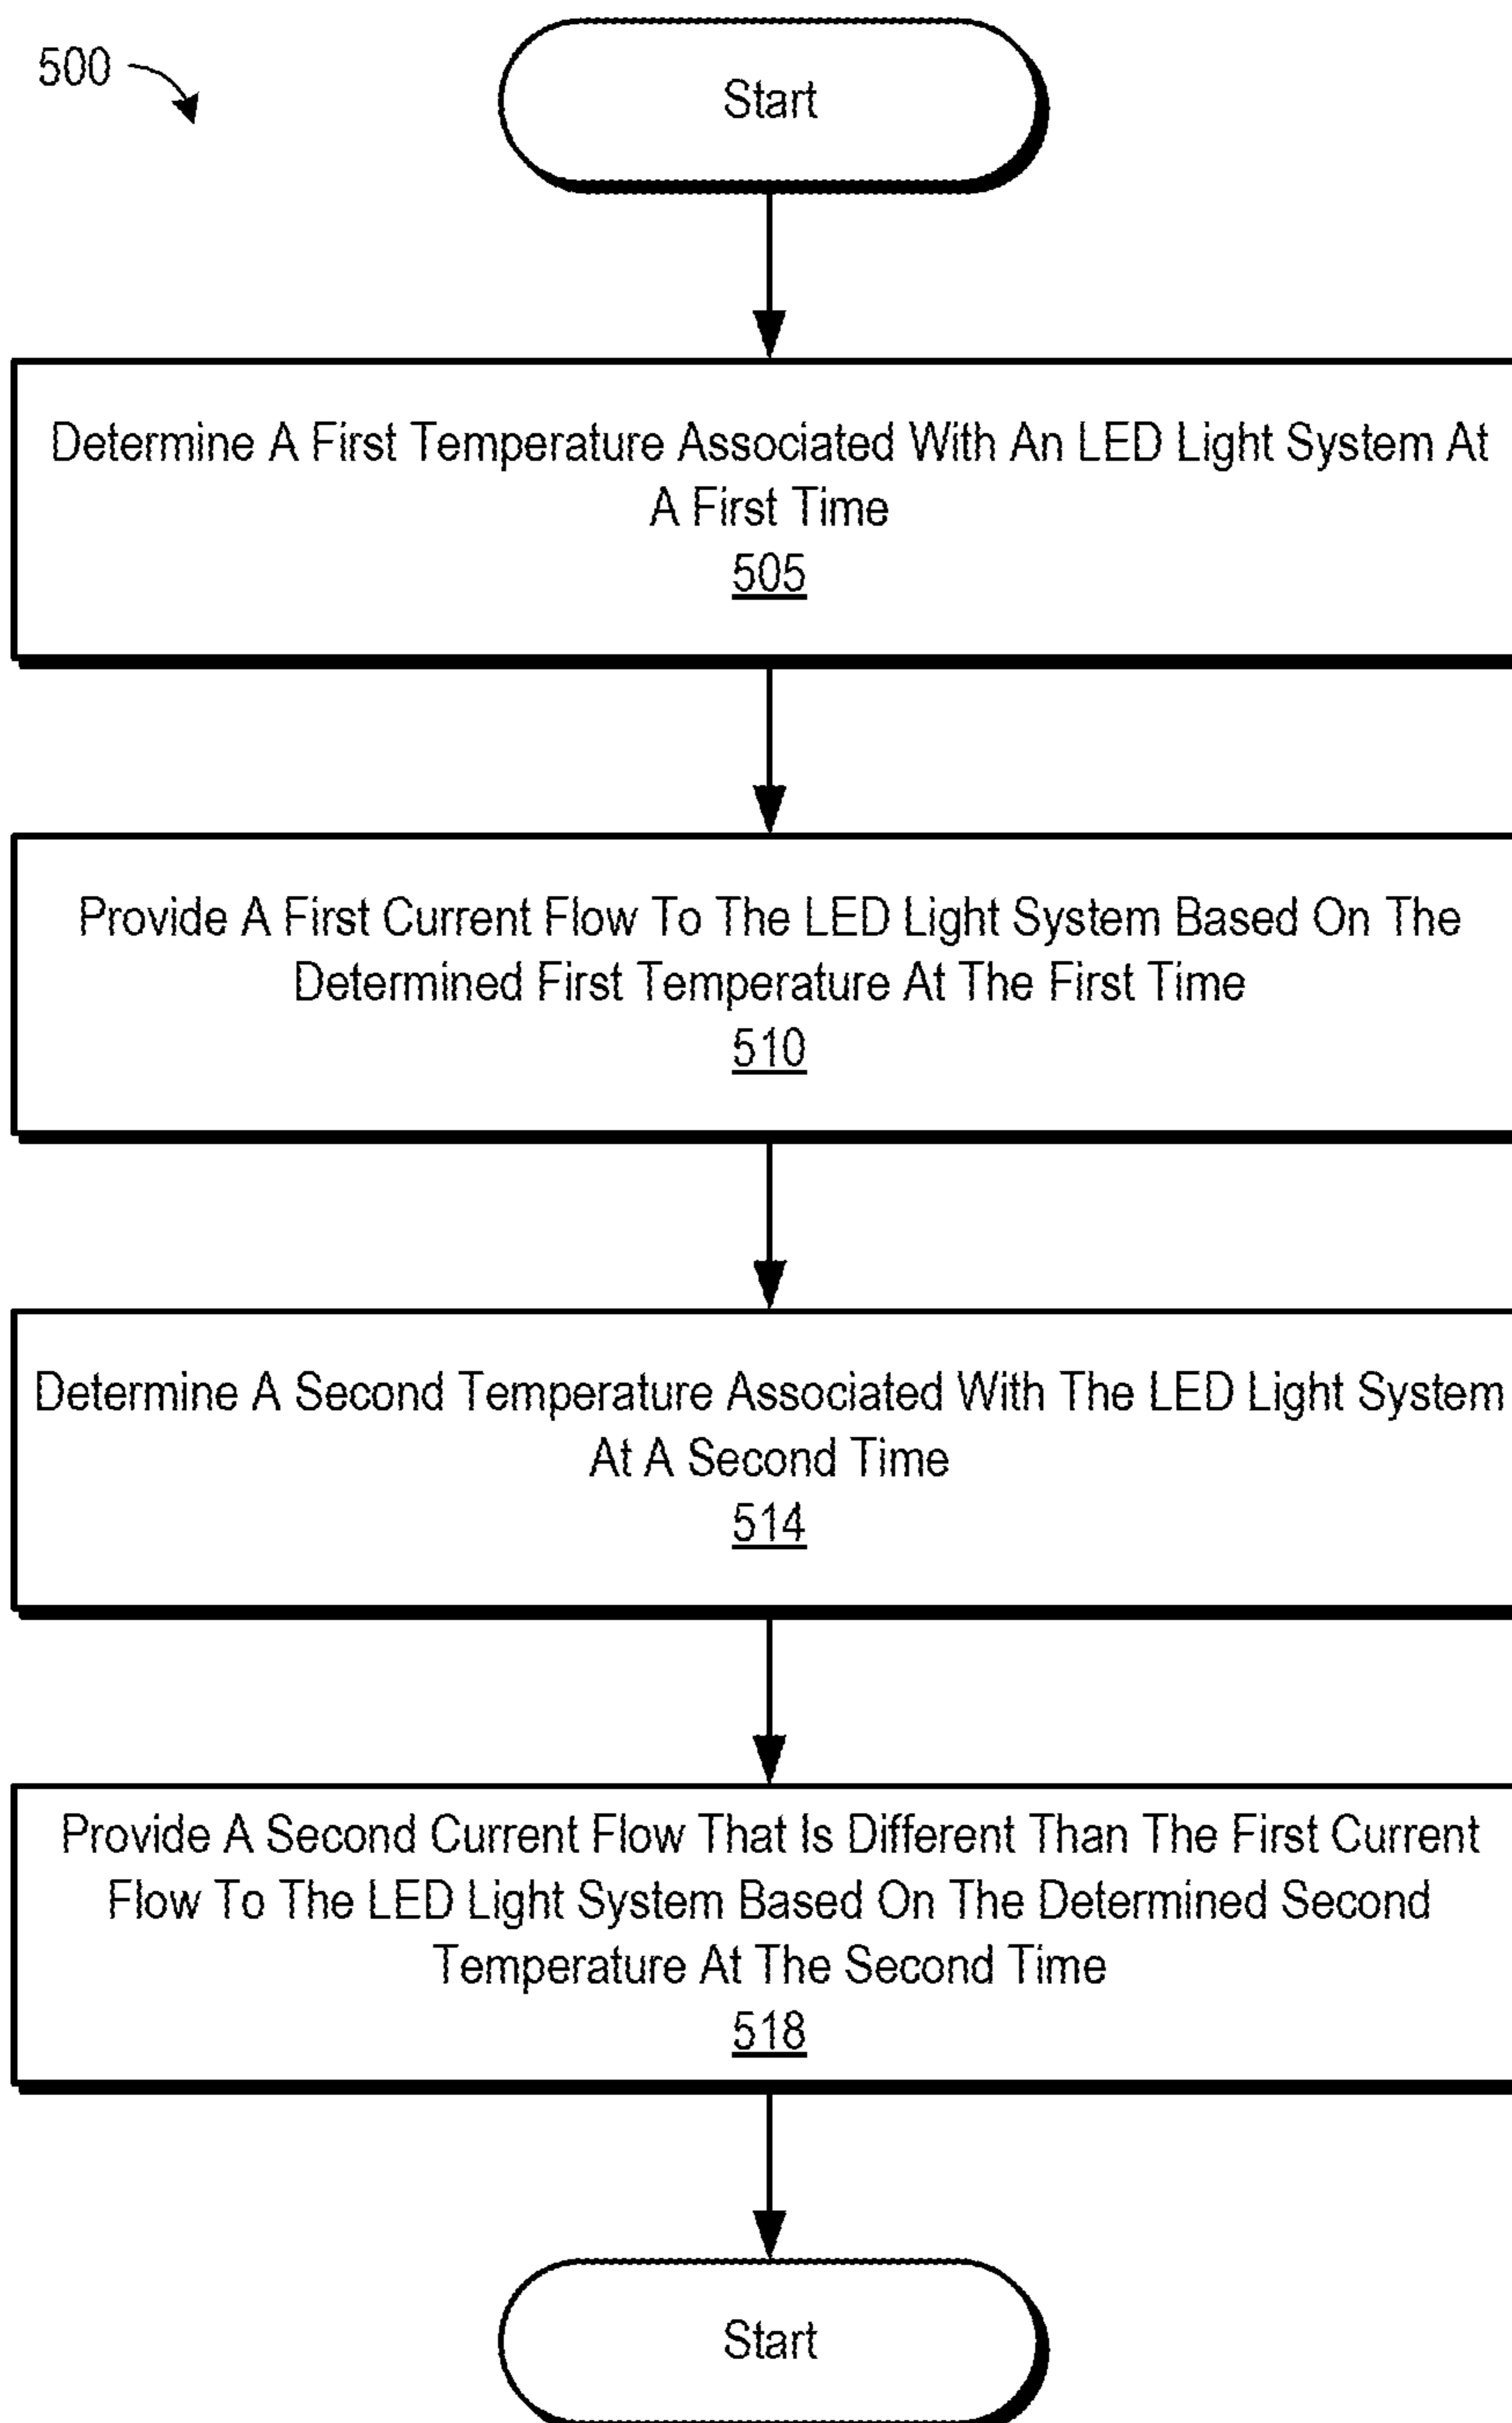 500
Start
Determine A First Temperature Associated With An LED Light System At
A First Time
505
Provide A First Current Flow To The LED Light System Based On The
Determined First Temperature At The First Time
510
Determine A Second Temperature Associated With The LED Light System
At A Second Time
514
Provide A Second Current Flow That Is Different Than The First Current
Flow To The LED Light System Based On The Determined Second
Temperature At The Second Time
518
Start